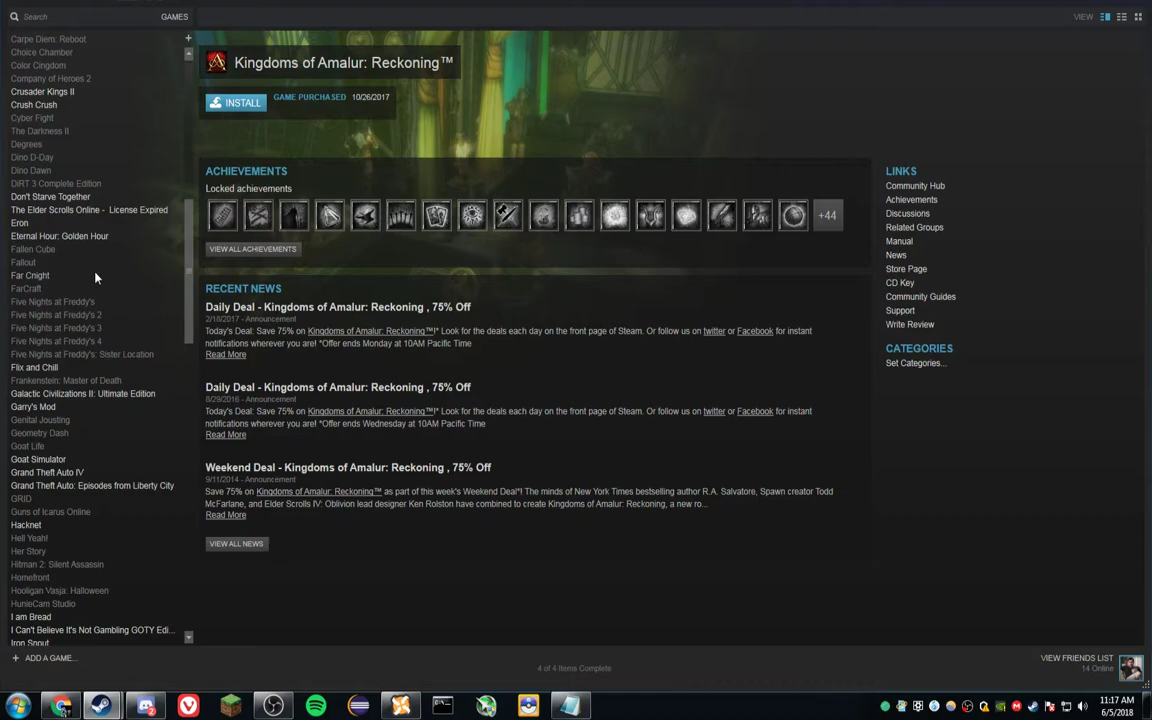 Search
GAMES
VIEW
Carpe Diem: Reboot
Choice Chamber
Color Cingdom
Company of Heroes 2
Crusader Kings II
Crush Crush
Cyber Fight
The Darkness II
Degrees
Dino D-Day
Dino Dawn
DiRT 3 Complete Edition
Don't Starve Together
The Elder Scrolls Online - License Expired
Eron
Eternal Hour: Golden Hour
Fallen Cube
Fallout
Far Cnight
FarCraft
Five Nights at Freddy's
Five Nights at Freddy's 2
Five Nights at Freddy's 3
Five Nights at Freddy's 4
Five Nights at Freddy's: Sister Location
Flix and Chill
Frankenstein: Master of Death
Galactic Civilizations II: Ultimate Edition
Garry's Mod
Genital Jousting
Geometry Dash
Goat Life
Goat Simulator
Grand Theft Auto IV
Grand Theft Auto: Episodes from Liberty City
GRID
Guns of Icarus Online
Hacknet
Hell Yeah!
Her Story
Hitman 2: Silent Assassin
Homefront
Hooligan Vasja: Halloween
HunieCam Studio
I am Bread
I Can't Believe It's Not Gambling GOTY Edi...
Iron Snout
+ ADD A GAME...
Kingdoms of Amalur: Reckoning™
INSTALL
GAME PURCHASED 10/26/2017
ACHIEVEMENTS
Locked achievements
+44
VIEW ALL ACHIEVEMENTS
RECENT NEWS
Daily Deal - Kingdoms of Amalur: Reckoning , 75% Off
2/18/2017 - Announcement
Today's Deal: Save 75% on Kingdoms of Amalur: Reckoning™!* Look for the deals each day on the front page of Steam. Or follow us on twitter or Facebook for instant
notifications wherever you are! *Offer ends Monday at 10AM Pacific Time
Read More
Daily Deal - Kingdoms of Amalur: Reckoning , 75% Off
8/29/2016 - Announcement
Today's Deal: Save 75% on Kingdoms of Amalur: Reckoning™!* Look for the deals each day on the front page of Steam. Or follow us on twitter or Facebook for instant
notifications wherever you are! *Offer ends Wednesday at 10AM Pacific Time
Read More
Weekend Deal - Kingdoms of Amalur: Reckoning , 75% Off
9/11/2014 - Announcement
Save 75% on Kingdoms of Amalur: Reckoning™ as part of this week's Weekend Deal*! The minds of New York Times bestselling author R.A. Salvatore, Spawn creator Todd
McFarlane, and Elder Scrolls IV: Oblivion lead designer Ken Rolston have combined to create Kingdoms of Amalur: Reckoning, a new ro...
Read More
VIEW ALL NEWS
LINKS
Community Hub
Achievements
Discussions
Related Groups
Manual
News
Store Page
CD Key
Community Guides
Support
Write Review
CATEGORIES
Set Categories...
4 of 4 Items Complete
VIEW FRIENDS LIST
14 Online
11:17 AM
6/5/2018